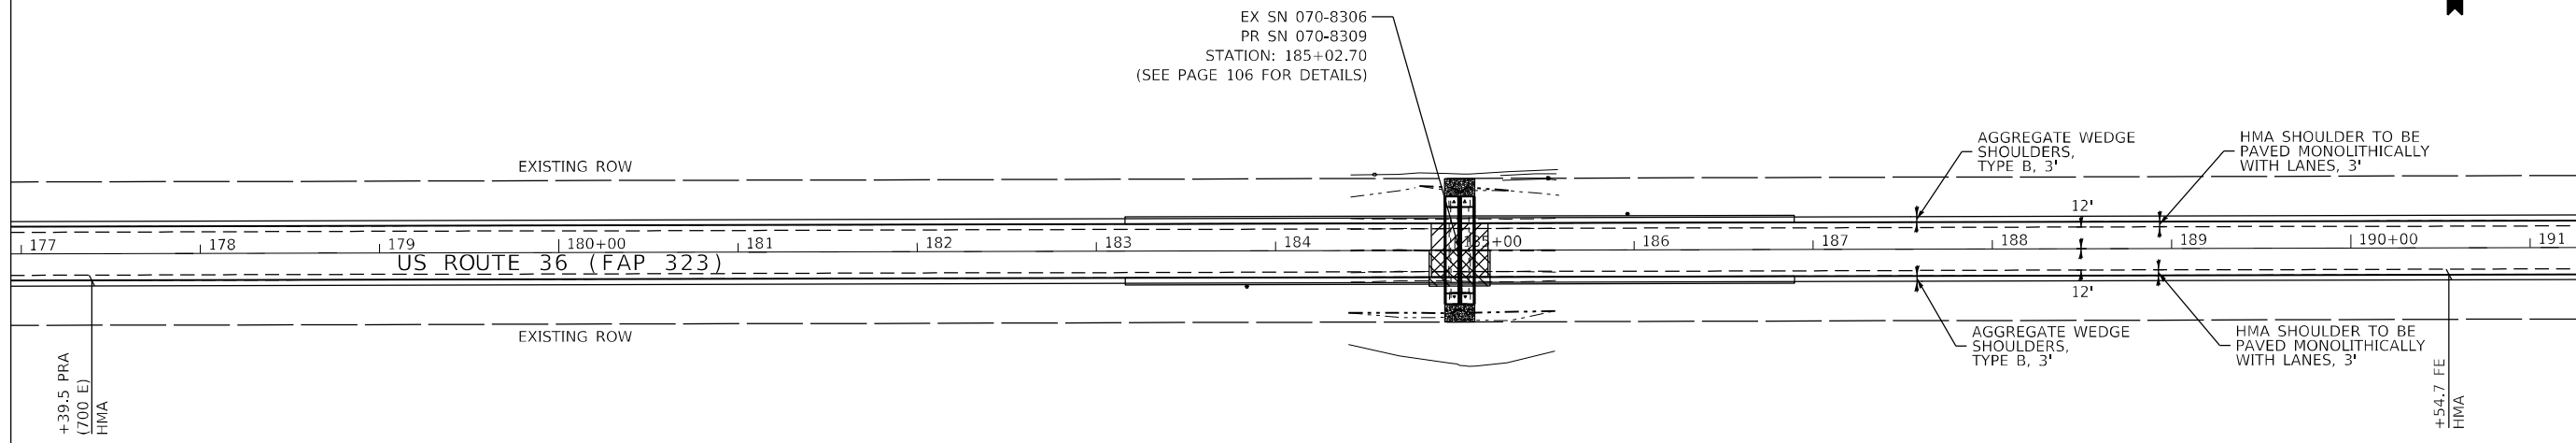 EX SN 070-8306
PR SN 070-8309
STATION: 185+02.70
(SEE PAGE 106 FOR DETAILS)
AGGREGATE WEDGE
SHOULDERS,
TYPE B, 3'
HMA SHOULDER TO BE
PAVED MONOLITHICALLY
WITH LANES, 3'
EXISTING ROW
12'
177
178
179
180+00
181
182
183
184
185+00
186
187
188
189
190+00
191
US ROUTE 36 (FAP 323)
12'
EXISTING ROW
AGGREGATE WEDGE
SHOULDERS,
TYPE B, 3'
HMA SHOULDER TO BE
PAVED MONOLITHICALLY
WITH LANES, 3'
+39.5 PRA
(700 E)
HMA
+54.7 FE
HMA